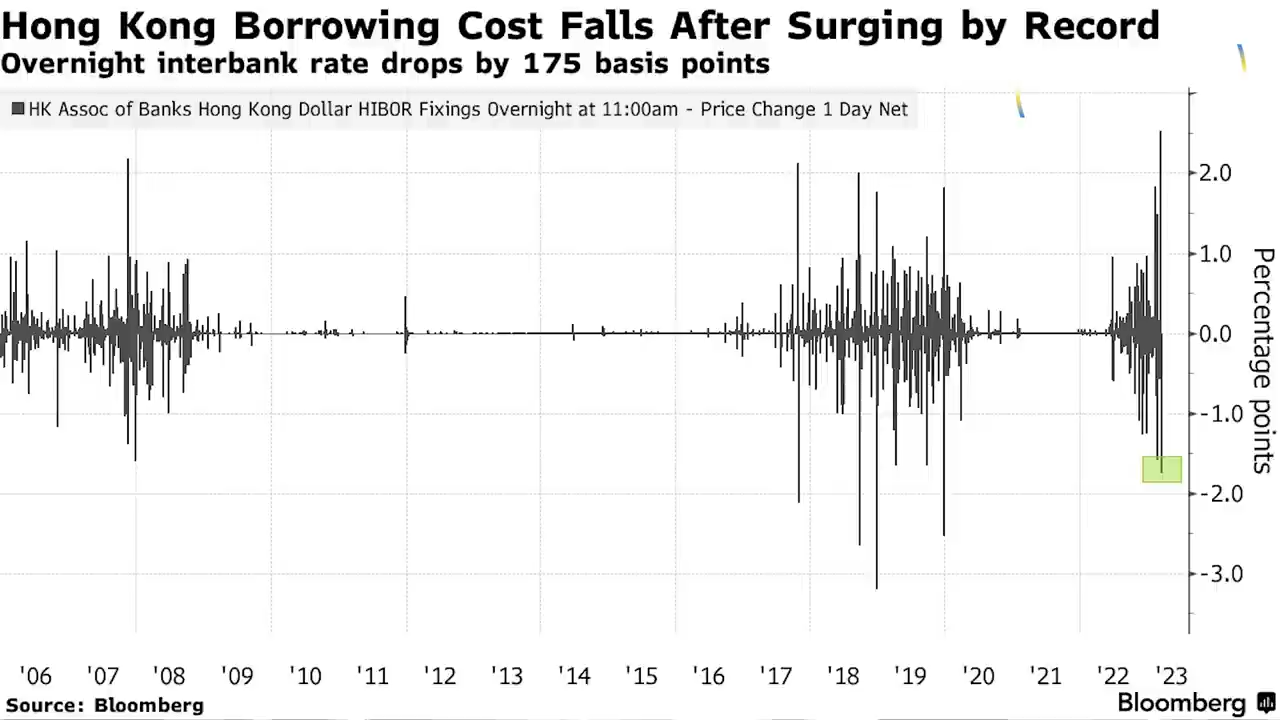 Hong Kong Borrowing Cost Falls After Surging by Record
Overnight interbank rate drops by 175 basis points
HK Assoc of Banks Hong Kong Dollar HIBOR Fixings Overnight at 11:00am - Price Change 1 Day Net
2.0
1.0
0.0
-1.0
-2.0
-3.0
Percentage points
'06 '07 '08 '09 '10 '11 '12 '13 '14 '15 '16 '17 '18 '19 '20 '21 '22 '23
Source: Bloomberg
Bloomberg